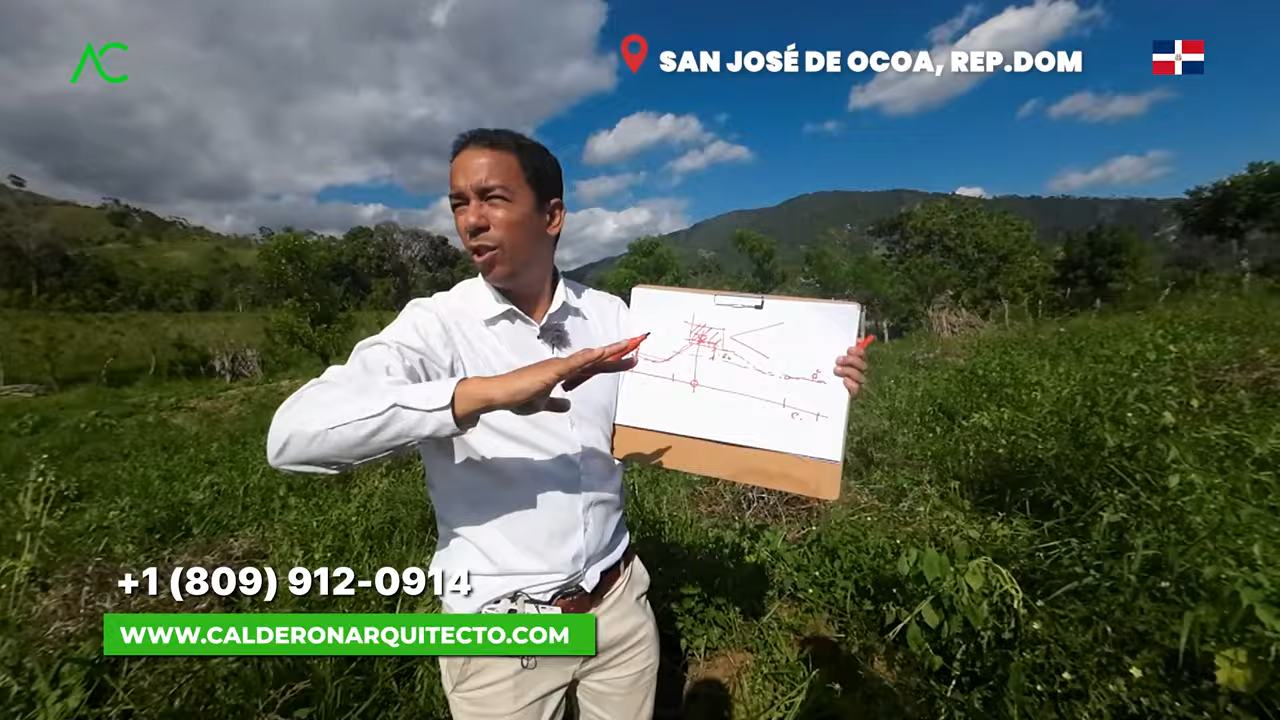 AC
SAN JOSÉ DE OCOA, REP.DOM
+1 (809) 912-0914
WWW.CALDERONARQUITECTO.COM